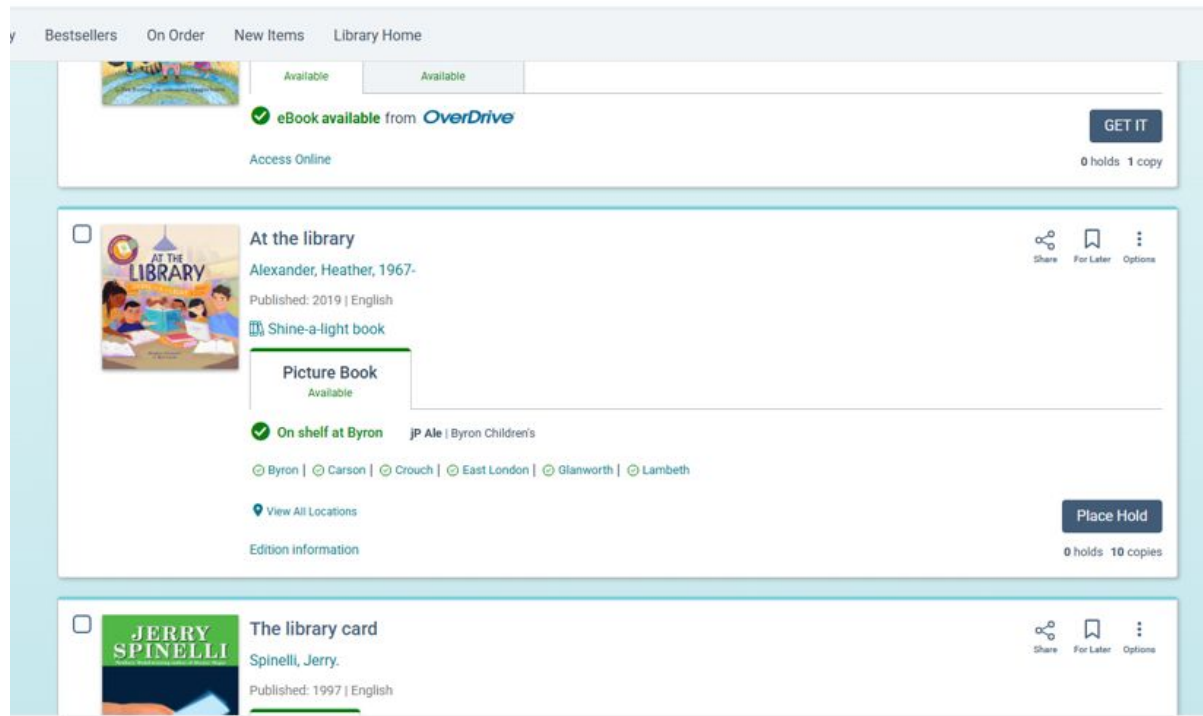 y Bestsellers On Order New Items Library Home
Available Available
eBook available from OverDrive
GET IT
Access Online
0 holds 1 copy
AT THE
LIBRARY
At the library
Share For Later Options
Alexander, Heather, 1967-
Published: 2019 | English
Shine-a-light book
Picture Book
Available
On shelf at Byron jP Ale | Byron Children's
Byron | Carson | Crouch | East London | Glanworth | Lambeth
View All Locations
Place Hold
Edition information
0 holds 10 copies
JERRY
SPINELLI
The library card
Share For Later Options
Spinelli, Jerry.
Published: 1997 | English